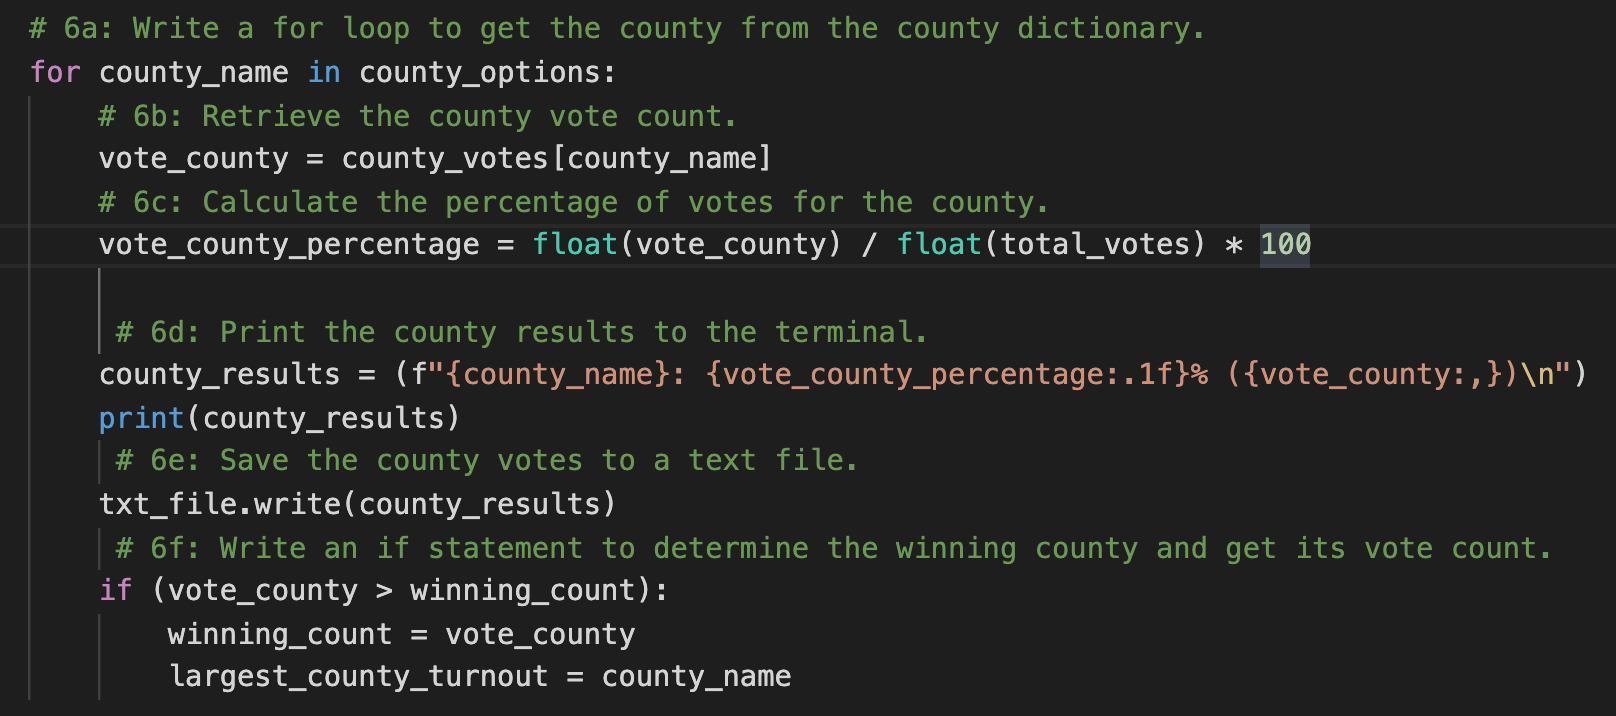 # 6a: Write a for loop to get the county from the county dictionary.
for county_name in county_options:
    # 6b: Retrieve the county vote count.
    vote_county = county_votes[county_name]
    # 6c: Calculate the percentage of votes for the county.
    vote_county_percentage = float(vote_county) / float(total_votes) * 100

     # 6d: Print the county results to the terminal.
    county_results = (f"{county_name}: {vote_county_percentage:.1f}% ({vote_county:,})\n")
    print(county_results)
     # 6e: Save the county votes to a text file.
    txt_file.write(county_results)
     # 6f: Write an if statement to determine the winning county and get its vote count.
    if (vote_county > winning_count):
        winning_count = vote_county
        largest_county_turnout = county_name